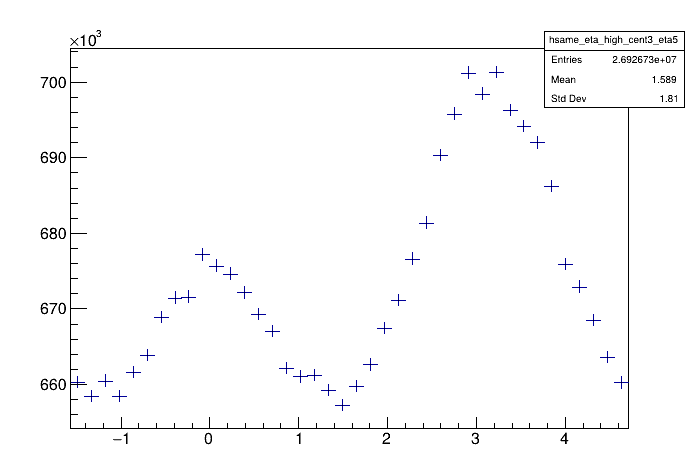 ×10³
hsame_eta_high_cent3_eta5
Entries 2.692673e+07
Mean 1.589
Std Dev 1.81
700
690
680
670
660
−1 0 1 2 3 4